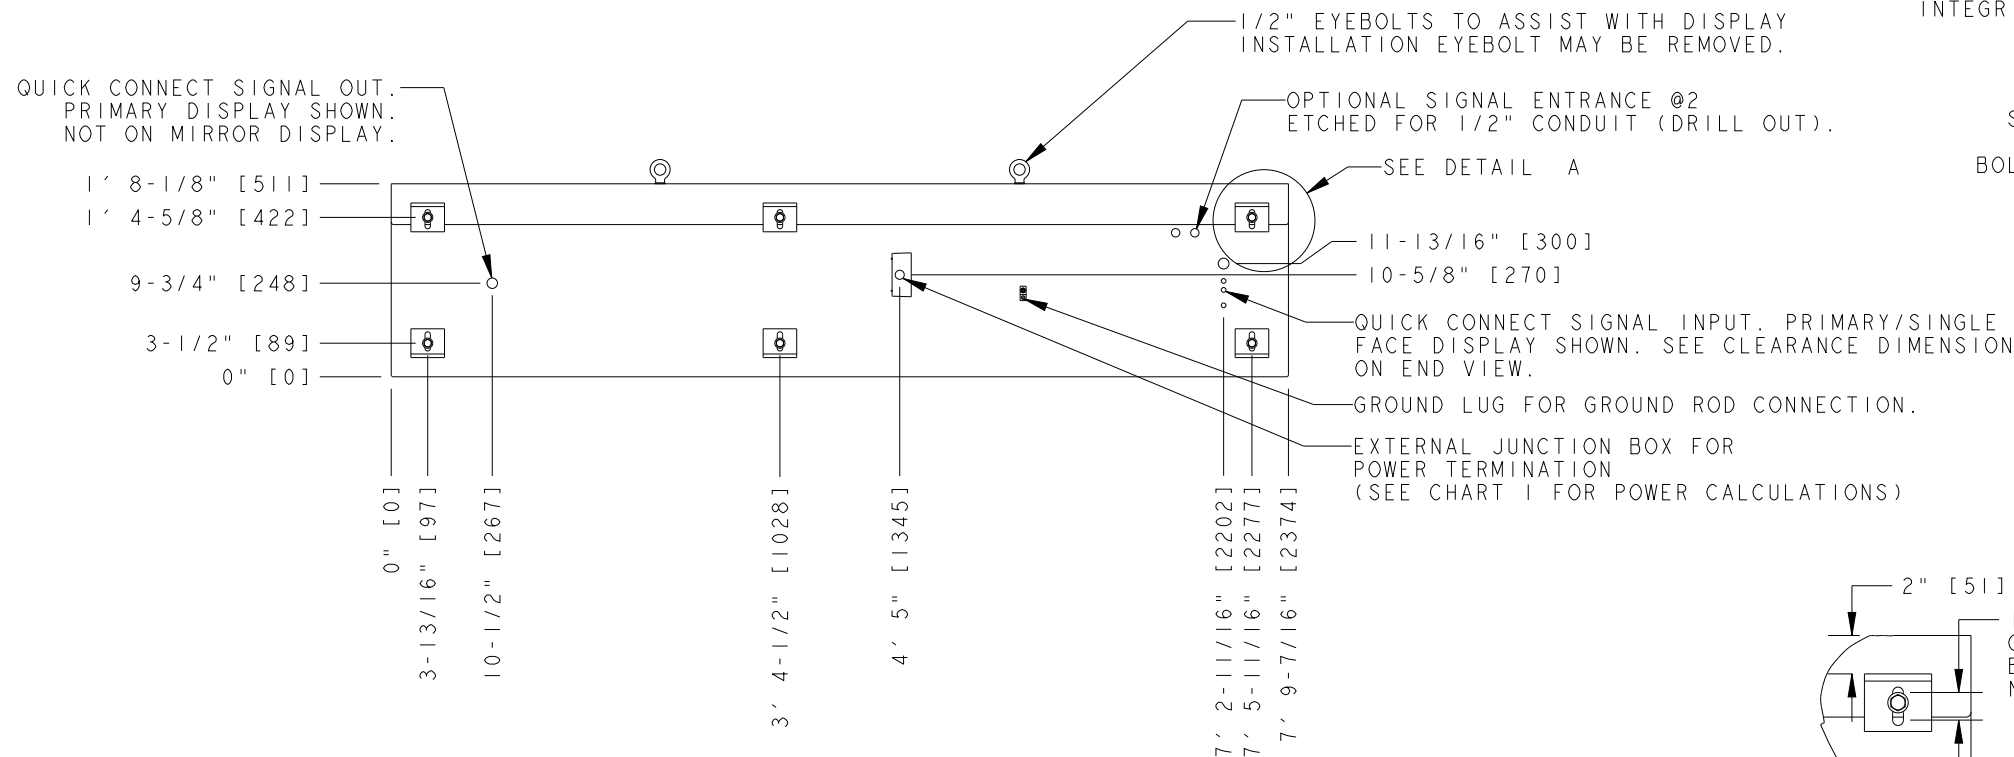 INTEGR
1/2" EYEBOLTS TO ASSIST WITH DISPLAY
INSTALLATION EYEBOLT MAY BE REMOVED.
QUICK CONNECT SIGNAL OUT.
PRIMARY DISPLAY SHOWN.
NOT ON MIRROR DISPLAY.
OPTIONAL SIGNAL ENTRANCE @2
ETCHED FOR 1/2" CONDUIT (DRILL OUT).
S
BOL
SEE DETAIL A
1' 8-1/8" [511]
1' 4-5/8" [422]
9-3/4" [248]
3-1/2" [89]
0" [0]
11-13/16" [300]
10-5/8" [270]
QUICK CONNECT SIGNAL INPUT. PRIMARY/SINGLE
FACE DISPLAY SHOWN. SEE CLEARANCE DIMENSION
ON END VIEW.
GROUND LUG FOR GROUND ROD CONNECTION.
EXTERNAL JUNCTION BOX FOR
POWER TERMINATION
(SEE CHART 1 FOR POWER CALCULATIONS)
0" [0]
3-13/16" [97]
10-1/2" [267]
3' 4-1/2" [1028]
4' 5" [1345]
7' 2-11/16" [2202]
7' 5-11/16" [2277]
7' 9-7/16" [2374]
2" [51]